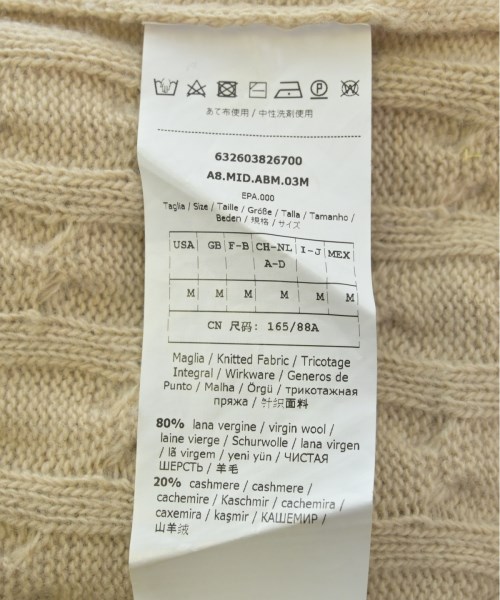 あて布使用 / 中性洗剤使用
632603826700
A8.MID.ABM.03M
EPA.000
Taglia / Size / Taille / Größe / Talla / Tamanho /
Beden / 规格 / サイズ
USA GB F-B CH-NL I-J MEX
A-D
M M M M M M
CN 尺码: 165/88A
Maglia / Knitted Fabric / Tricotage
Integral / Wirkware / Generos de
Punto / Malha / Örgü / трикотажная
пряжа / 针织面料
80% lana vergine / virgin wool /
laine vierge / Schurwolle / lana virgen
/ lã virgem / yeni yün / ЧИСТАЯ
ШЕРСТЬ / 羊毛
20% cashmere / cashmere /
cachemire / Kaschmir / cachemira /
caxemira / kaşmir / КАШЕМИР /
山羊绒